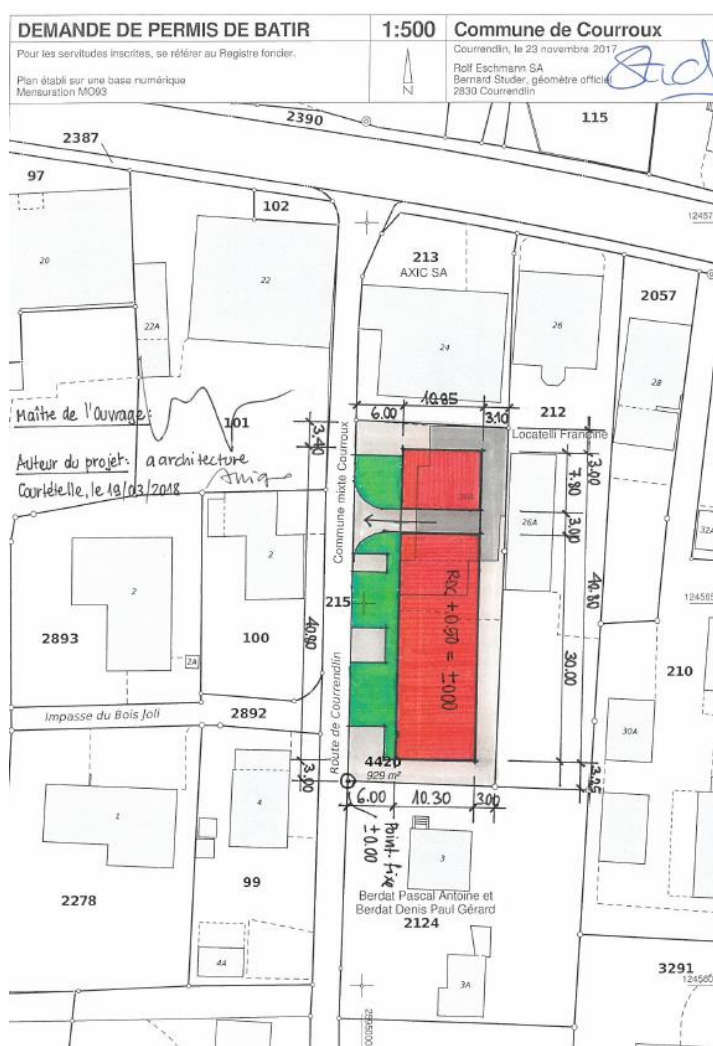 DEMANDE DE PERMIS DE BATIR
1:500
Commune de Courroux
Pour les servitudes inscrites, se référer au Registre foncier.
Plan établi sur une base numérique
Mensuration MO93
N
Courrendlin, le 23 novembre 2017
Rolf Eschmann SA
Bernard Studer, géomètre officiel
2830 Courrendlin
2390
115
2387
97
102
213
AXIC SA
2057
20
22
22A
24
26
28
Maître de l'Ouvrage:
101
6.00
10.85
3.10
212
Locatelli Francine
3.40
3.00
Auteur du projet: aarchitecture
Courtételle, le 19/03/2018
Commune mixte Courroux
7.80
3.00
26A
32A
2
2
2893
100
2A
215
40.80
40.80
RDC +0.50 = ±0.00
30.00
210
30A
Impasse du Bois Joli
2892
Route de Courrendlin
4420
929 m²
3.00
3.25
6.00
10.30
3.00
Point-fixe
±0.00
1
4
3
99
2278
Berdat Pascal Antoine et
Berdat Denis Paul Gérard
2124
4A
3A
3291